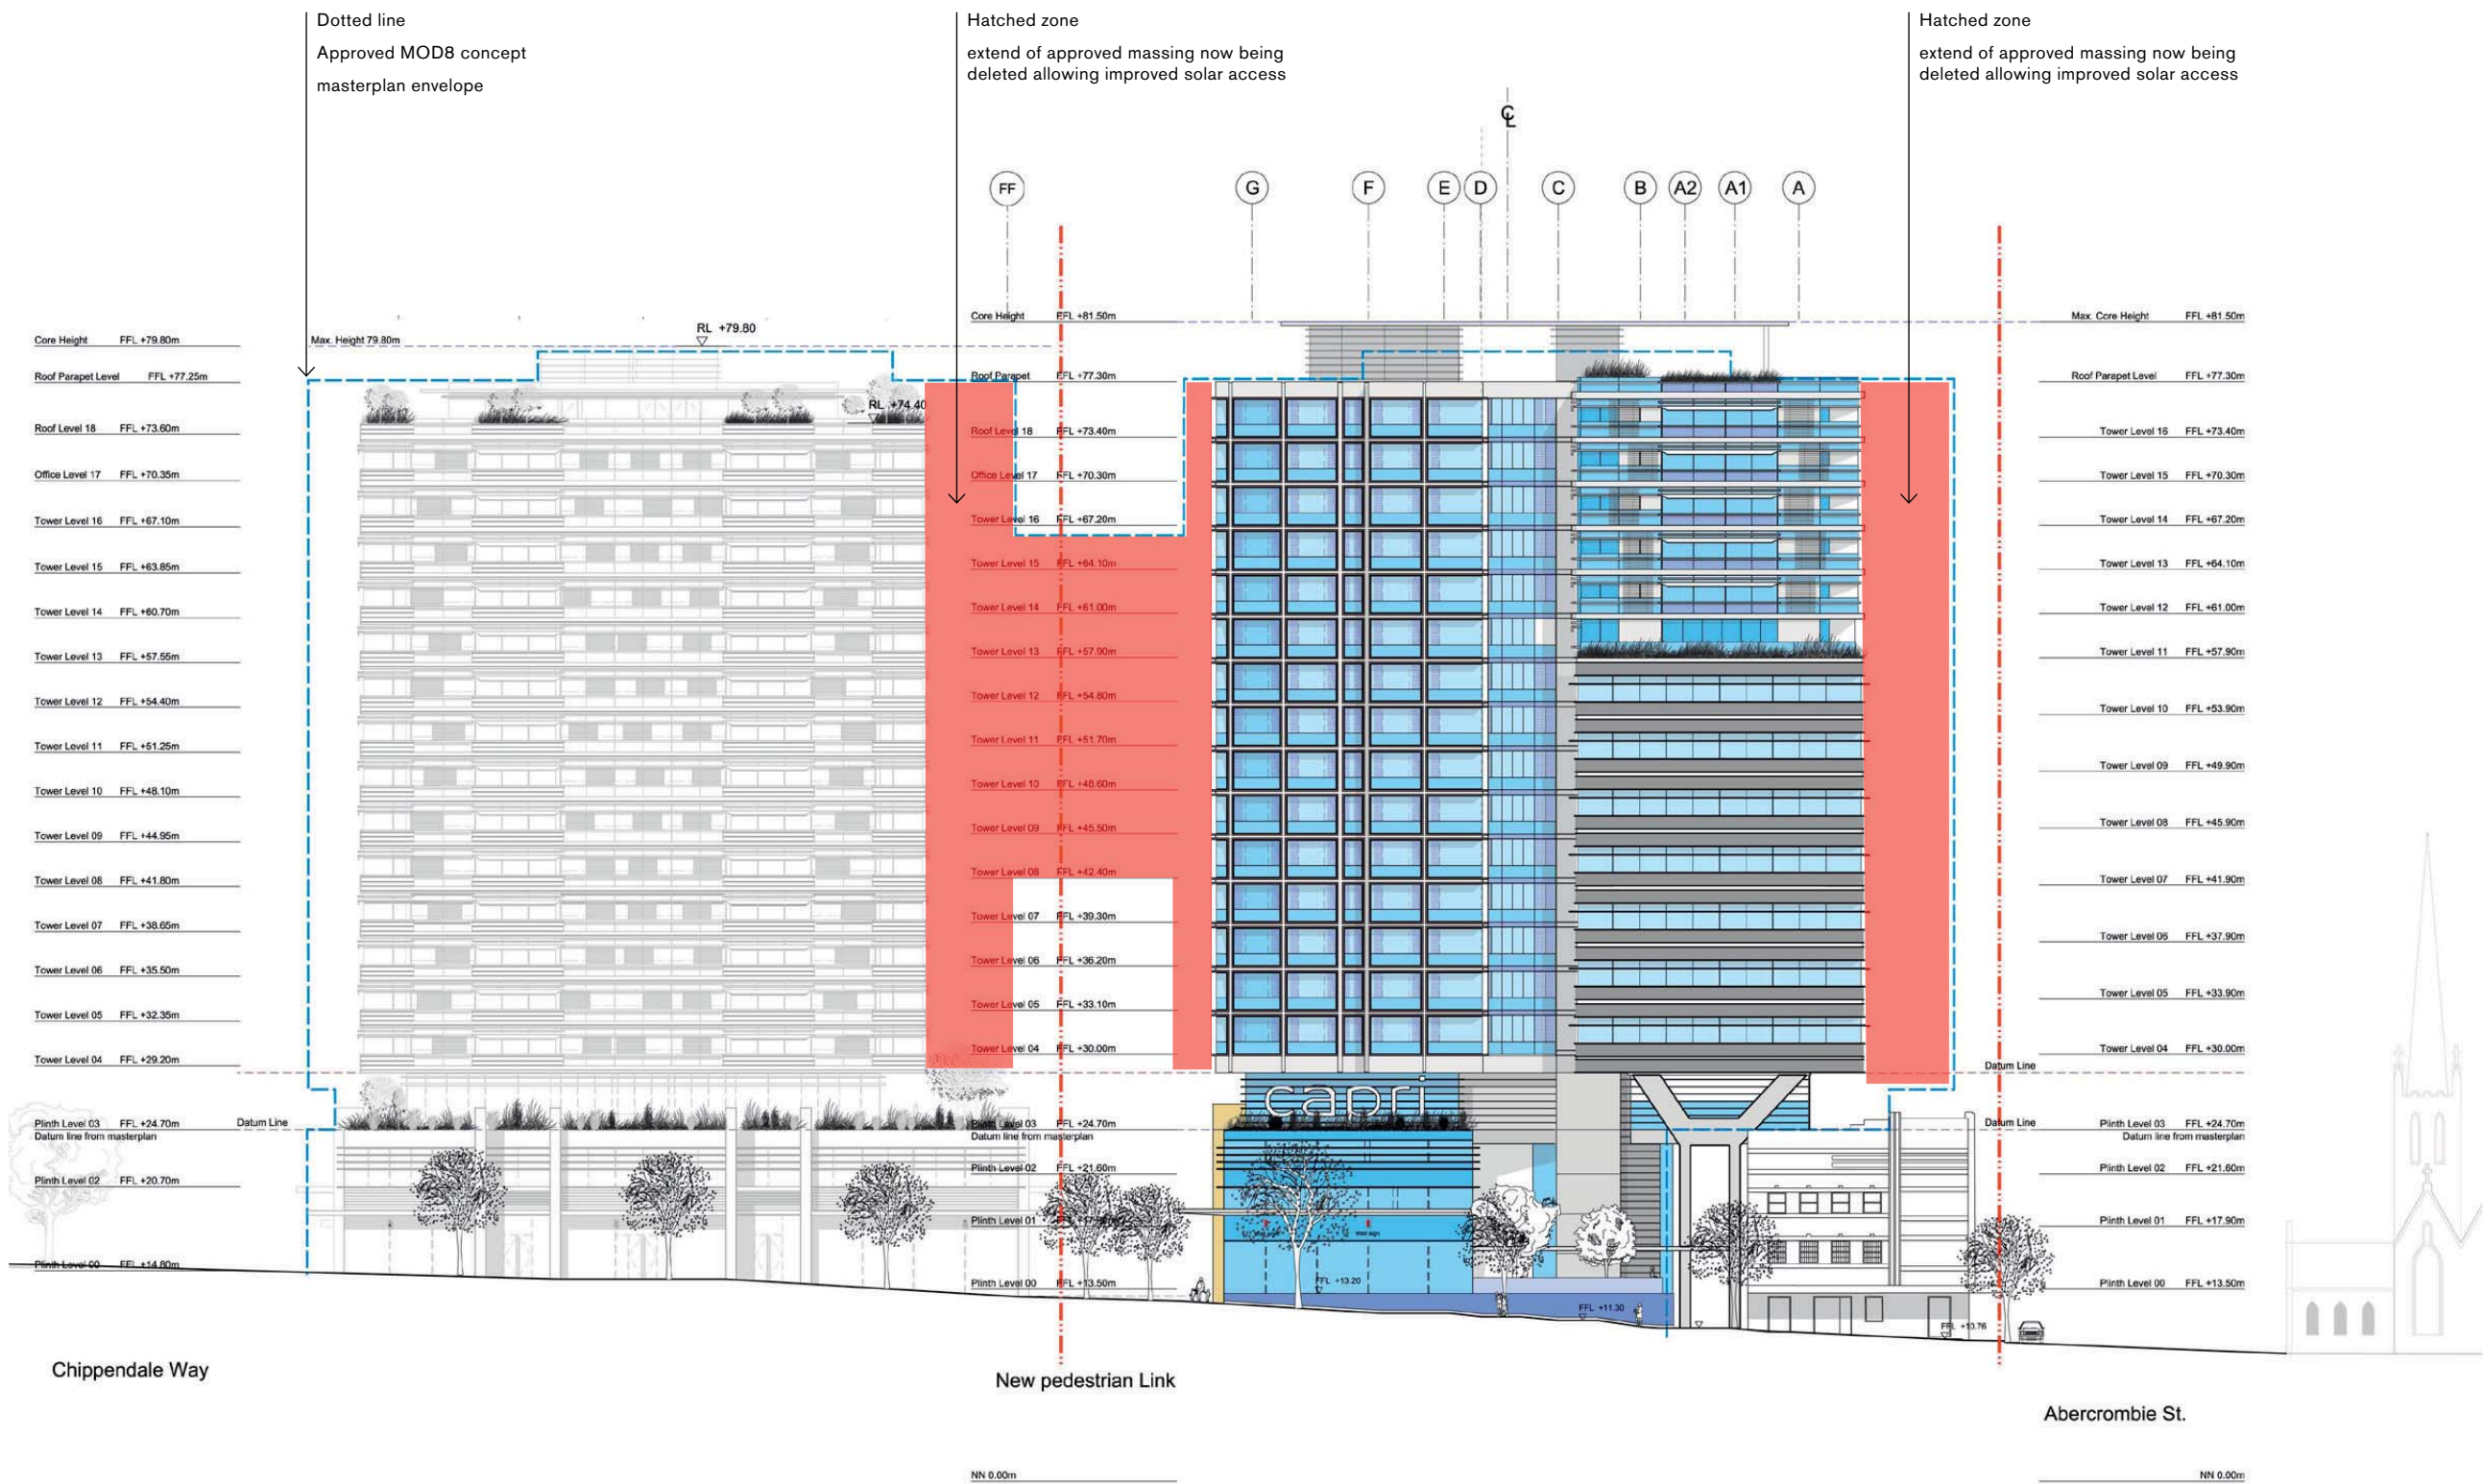 Dotted line
Approved MOD8 concept
masterplan envelope
Hatched zone
extend of approved massing now being
deleted allowing improved solar access
Hatched zone
extend of approved massing now being
deleted allowing improved solar access
℄
FF
G
F
E
D
C
B
A2
A1
A
Core Height FFL +79.80m
Roof Parapet Level FFL +77.25m
Roof Level 18 FFL +73.60m
Office Level 17 FFL +70.35m
Tower Level 16 FFL +67.10m
Tower Level 15 FFL +63.85m
Tower Level 14 FFL +60.70m
Tower Level 13 FFL +57.55m
Tower Level 12 FFL +54.40m
Tower Level 11 FFL +51.25m
Tower Level 10 FFL +48.10m
Tower Level 09 FFL +44.95m
Tower Level 08 FFL +41.80m
Tower Level 07 FFL +38.65m
Tower Level 06 FFL +35.50m
Tower Level 05 FFL +32.35m
Tower Level 04 FFL +29.20m
Plinth Level 03 FFL +24.70m
Datum line from masterplan
Plinth Level 02 FFL +20.70m
Plinth Level 00 FFL +14.80m
Datum Line
Max. Height 79.80m
RL +79.80
RL +74.40
Core Height FFL +81.50m
Roof Parapet FFL +77.30m
Roof Level 18 FFL +73.40m
Office Level 17 FFL +70.30m
Tower Level 16 FFL +67.20m
Tower Level 15 FFL +64.10m
Tower Level 14 FFL +61.00m
Tower Level 13 FFL +57.90m
Tower Level 12 FFL +54.80m
Tower Level 11 FFL +51.70m
Tower Level 10 FFL +48.60m
Tower Level 09 FFL +45.50m
Tower Level 08 FFL +42.40m
Tower Level 07 FFL +39.30m
Tower Level 06 FFL +36.20m
Tower Level 05 FFL +33.10m
Tower Level 04 FFL +30.00m
Plinth Level 03 FFL +24.70m
Datum line from masterplan
Plinth Level 02 FFL +21.60m
Plinth Level 01
Plinth Level 00 FFL +13.50m
capri
FFL +13.20
FFL +11.30
FFL +10.76
Max. Core Height FFL +81.50m
Roof Parapet Level FFL +77.30m
Tower Level 16 FFL +73.40m
Tower Level 15 FFL +70.30m
Tower Level 14 FFL +67.20m
Tower Level 13 FFL +64.10m
Tower Level 12 FFL +61.00m
Tower Level 11 FFL +57.90m
Tower Level 10 FFL +53.90m
Tower Level 09 FFL +49.90m
Tower Level 08 FFL +45.90m
Tower Level 07 FFL +41.90m
Tower Level 06 FFL +37.90m
Tower Level 05 FFL +33.90m
Tower Level 04 FFL +30.00m
Datum Line
Datum Line
Plinth Level 03 FFL +24.70m
Datum line from masterplan
Plinth Level 02 FFL +21.60m
Plinth Level 01 FFL +17.90m
Plinth Level 00 FFL +13.50m
Chippendale Way
New pedestrian Link
Abercrombie St.
NN 0.00m
NN 0.00m